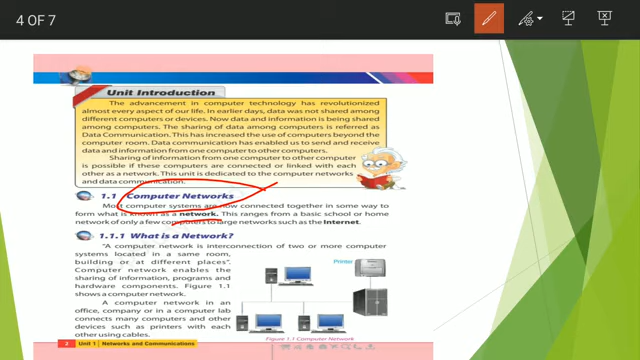 4 OF 7
Unit Introduction
The advancement in computer technology has revolutionized
almost every aspect of our life. In earlier days, data was not shared among
different computers or devices. Now data and information is being shared
among computers. The sharing of data among computers is referred as
Data Communication. This has increased the use of computers beyond the
computer room. Data communication has enabled us to send and receive
data and information from one computer to other computers.
Sharing of information from one computer to other computer
is possible if these computers are connected or linked with each
other as a network. This unit is dedicated to the computer networks
and data communication.
1.1 Computer Networks
Most computer systems are now connected together in some way to
form what is known as a network. This ranges from a basic school or home
network of only a few computers to large networks such as the Internet.
1.1.1 What is a Network?
"A computer network is interconnection of two or more computer
systems located in a same room,
building or at different places".
Computer network enables the
sharing of information, programs and
hardware components. Figure 1.1
shows a computer network.
A computer network in an
office, company or in a computer lab
connects many computers and other
devices such as printers with each
other using cables.
Printer
Figure 1.1 Computer Network
2 Unit 1 Networks and Communications